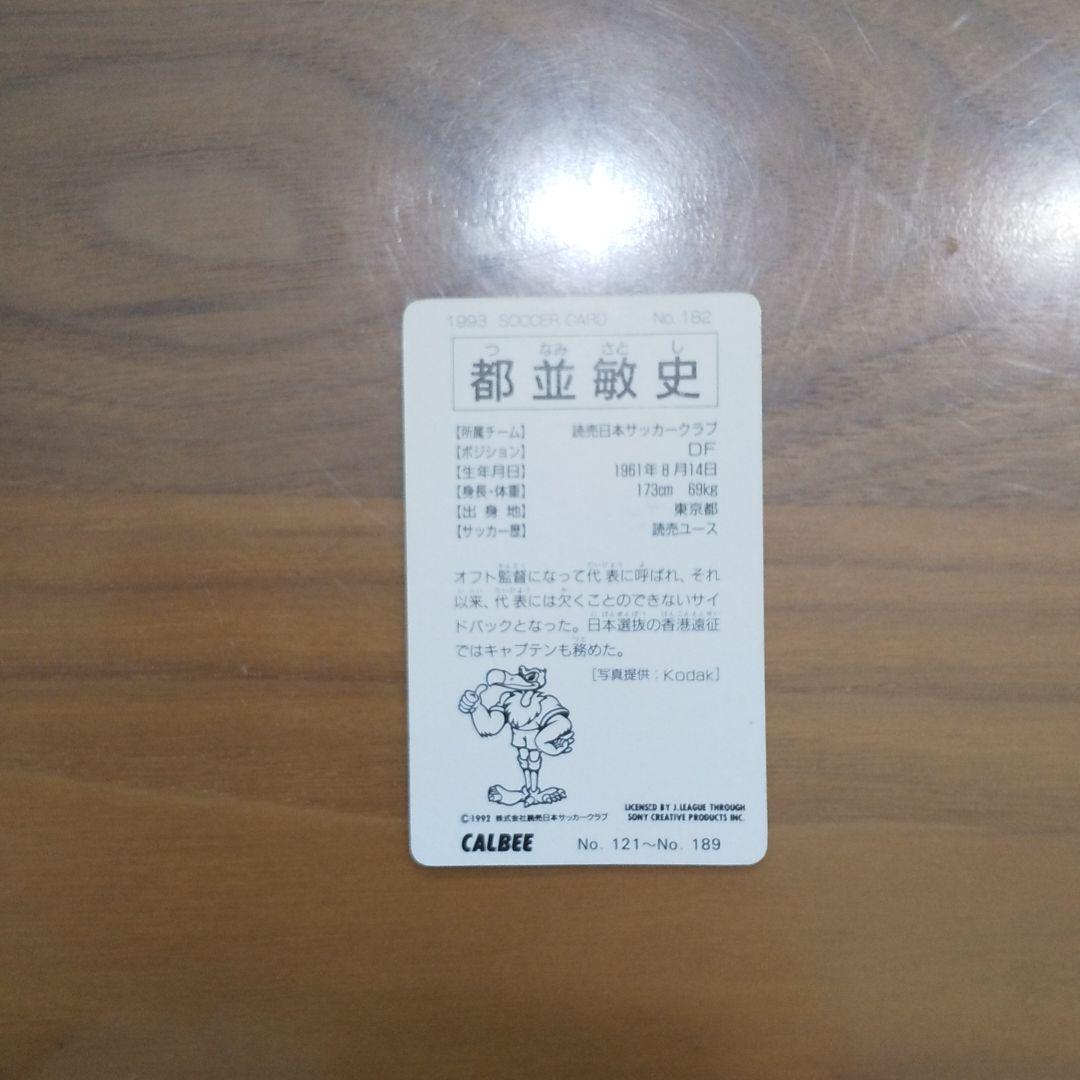 1993 SOCCER CARD No. 182
つ なみ さと し
都並敏史
【所属チーム】 読売日本サッカークラブ
【ポジション】 DF
【生年月日】 1961年8月14日
【身長・体重】 173cm 69kg
【出身地】 東京都
【サッカー歴】 読売ユース
オフト監督になって代表に呼ばれ、それ
以来、代表には欠くことのできないサイ
ドバックとなった。日本選抜の香港遠征
ではキャプテンも務めた。
［写真提供：Kodak］
©1992 株式会社読売日本サッカークラブ
LICENSED BY J.LEAGUE THROUGH
SONY CREATIVE PRODUCTS INC.
CALBEE No. 121〜No. 189